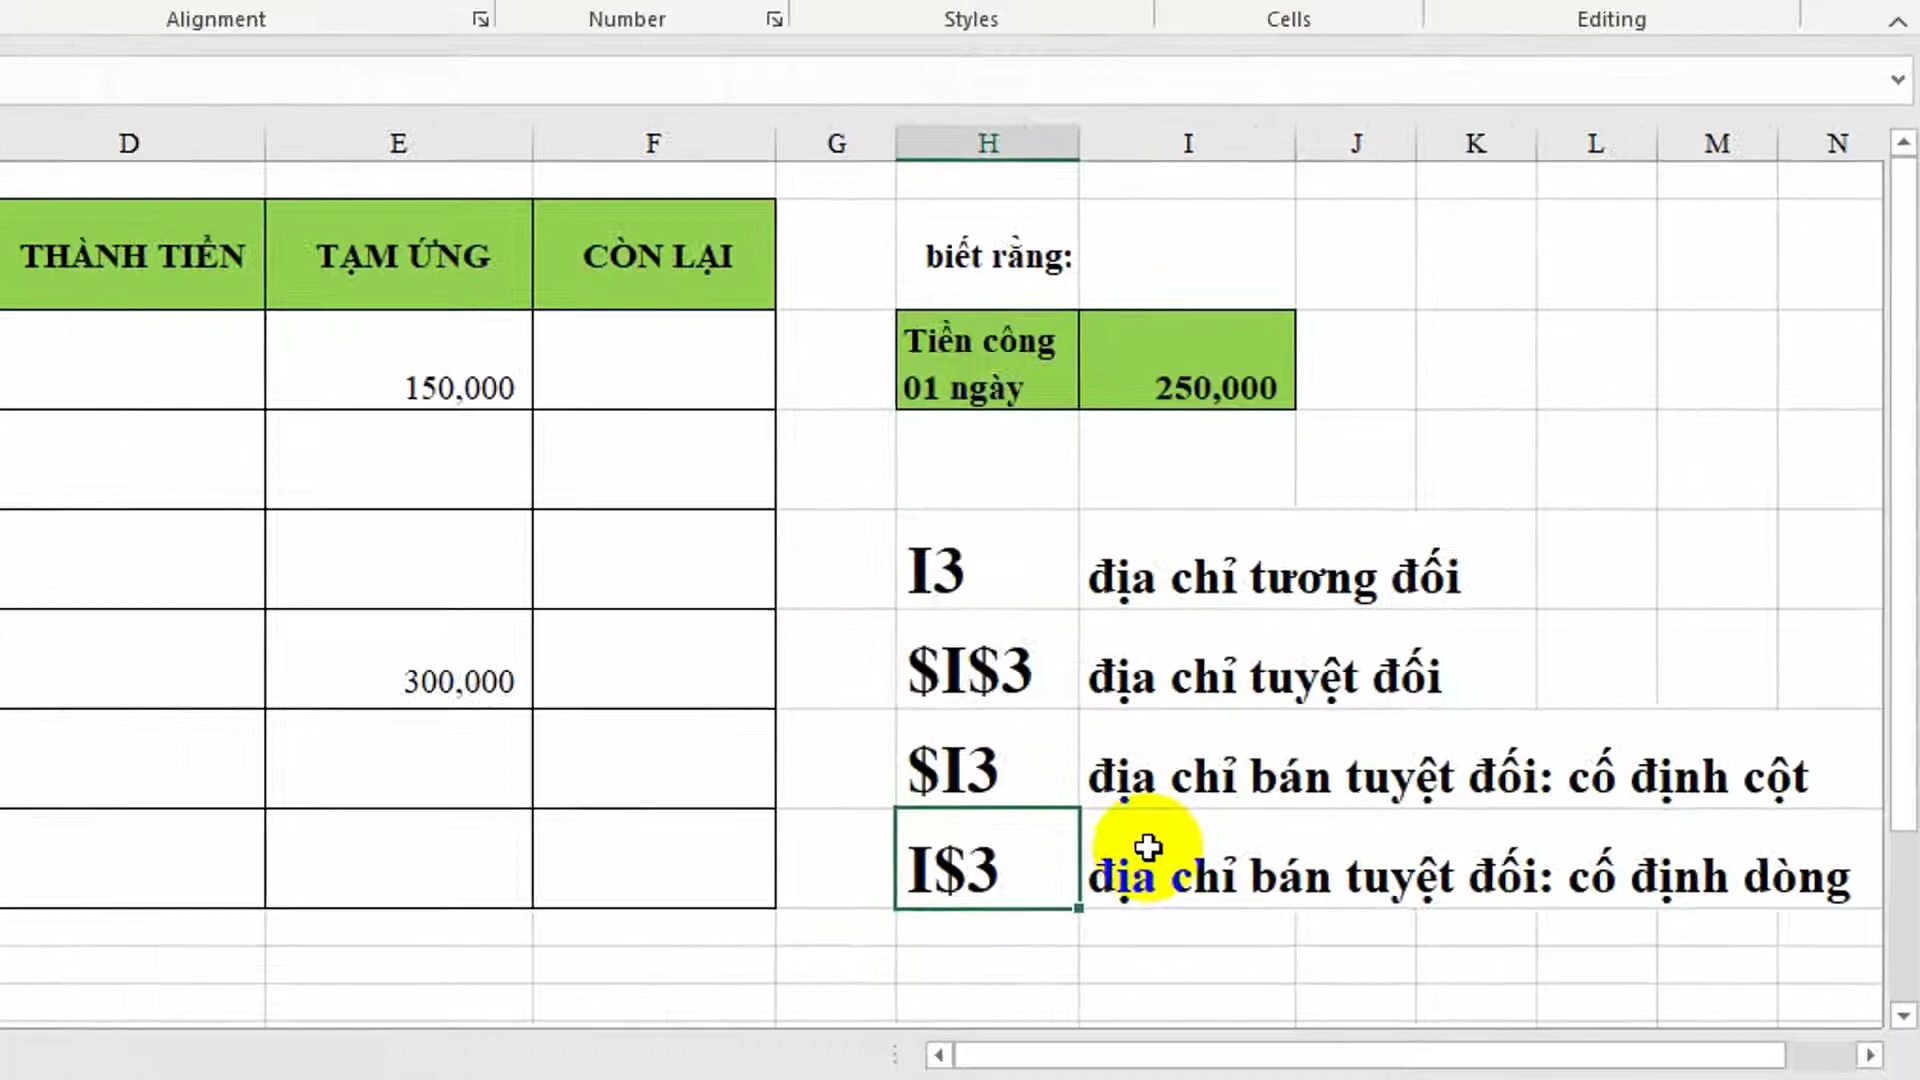 Alignment Number Styles Cells Editing
D E F G H I J K L M N
THÀNH TIỀN TẠM ỨNG CÒN LẠI biết rằng:
Tiền công
150,000 01 ngày 250,000
I3 địa chỉ tương đối
$I$3 địa chỉ tuyệt đối
300,000
$I3 địa chỉ bán tuyệt đối: cố định cột
I$3 địa chỉ bán tuyệt đối: cố định dòng